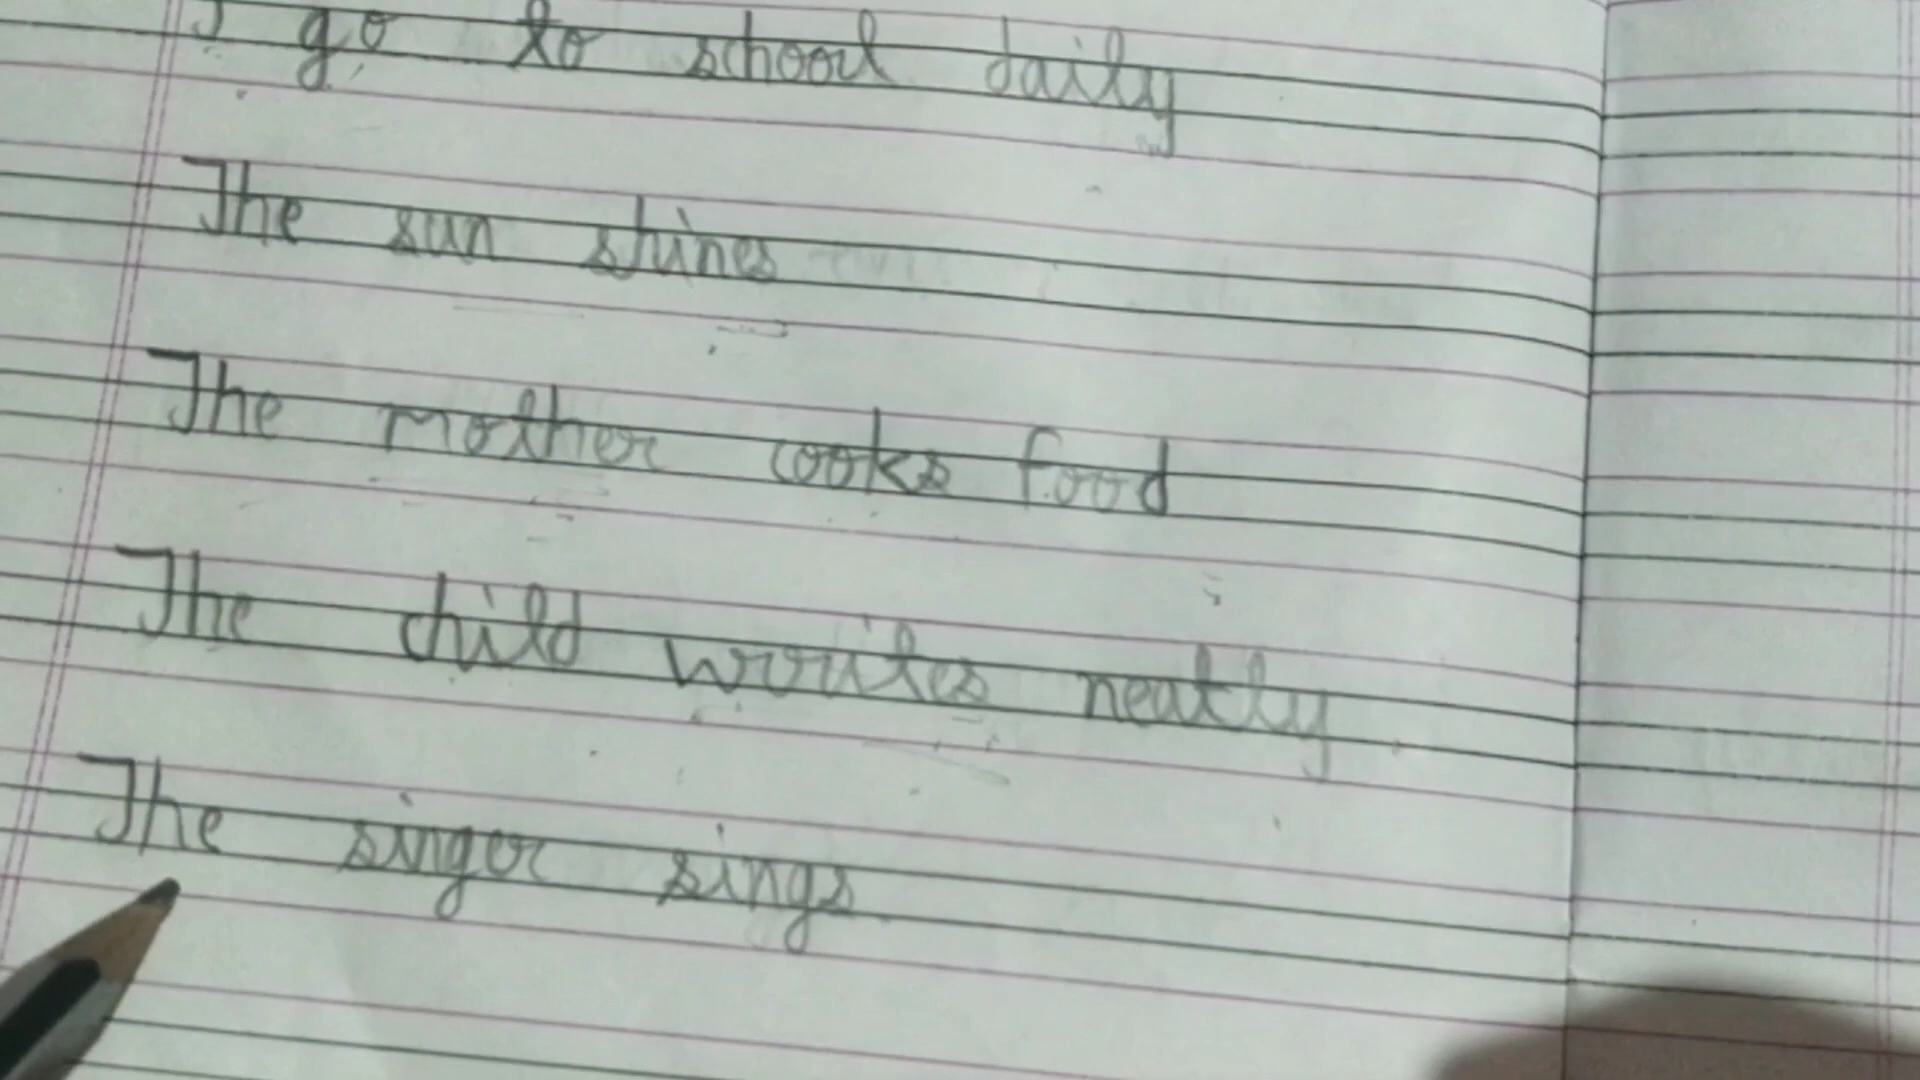 I go to school daily
The sun shines
The mother cooks food
The child writes neatly
The singer sings